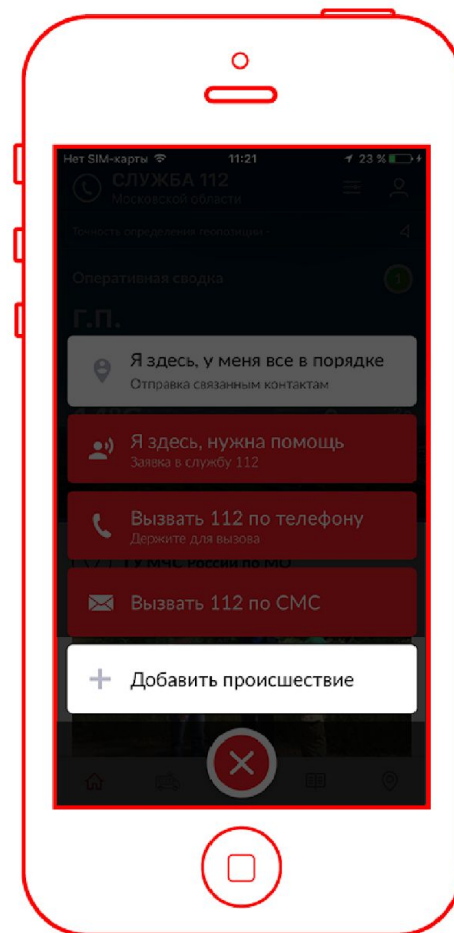 Нет SIM-карты 11:21 23 %
СЛУЖБА 112
Московской области
Точность определения геопозиции -
Оперативная сводка 1
Г.П.
Я здесь, у меня все в порядке
Отправка связанным контактам
Я здесь, нужна помощь
Заявка в службу 112
Вызвать 112 по телефону
Держите для вызова
ГУ МЧС России по МО
Вызвать 112 по СМС
Добавить происшествие